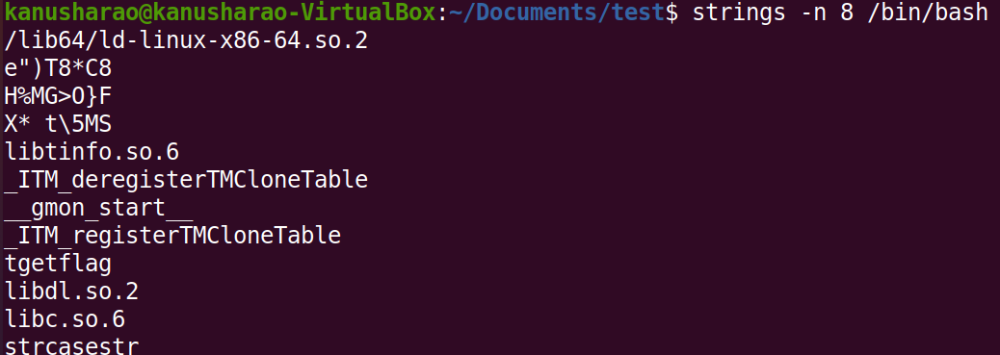 kanusharao@kanusharao-VirtualBox:~/Documents/test$ strings -n 8 /bin/bash
/lib64/ld-linux-x86-64.so.2
e")T8*C8
H%MG>O}F
X* t\5MS
libtinfo.so.6
_ITM_deregisterTMCloneTable
__gmon_start__
_ITM_registerTMCloneTable
tgetflag
libdl.so.2
libc.so.6
strcasestr